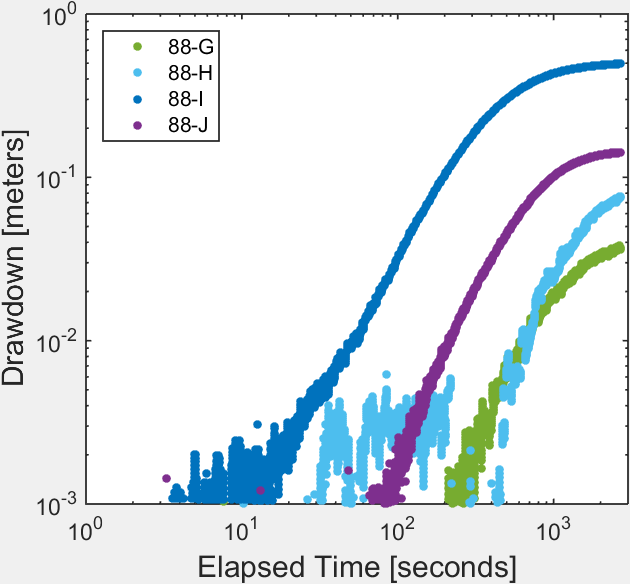 10^0
88-G
88-H
88-I
88-J
10^-1
10^-2
10^-3
Drawdown [meters]
10^0 10^1 10^2 10^3
Elapsed Time [seconds]